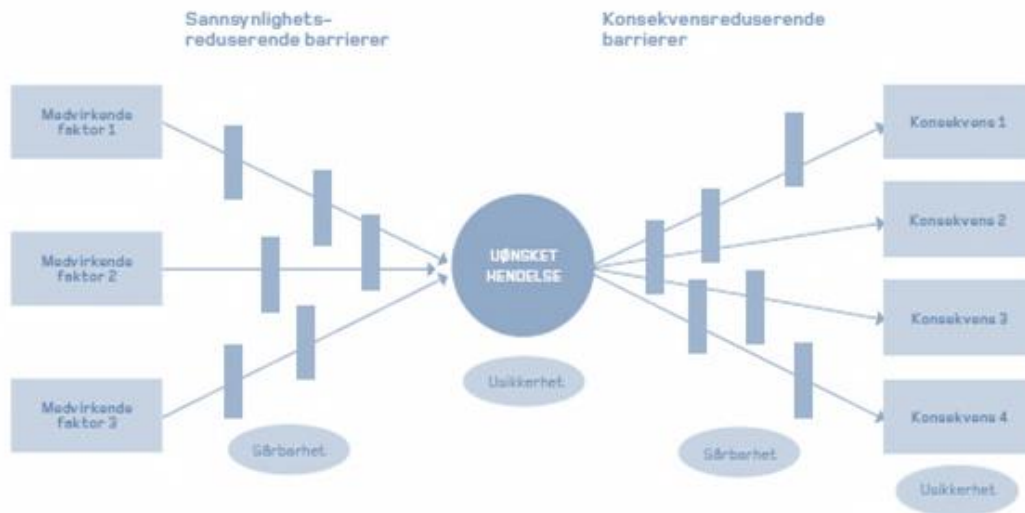 Sannsynlighets-
reduserende barrierer
Konsekvensreduserende
barrierer
Medvirkende
faktor 1
Medvirkende
faktor 2
Medvirkende
faktor 3
UØNSKET
HENDELSE
Usikkerhet
Sårbarhet
Sårbarhet
Konsekvens 1
Konsekvens 2
Konsekvens 3
Konsekvens 4
Usikkerhet